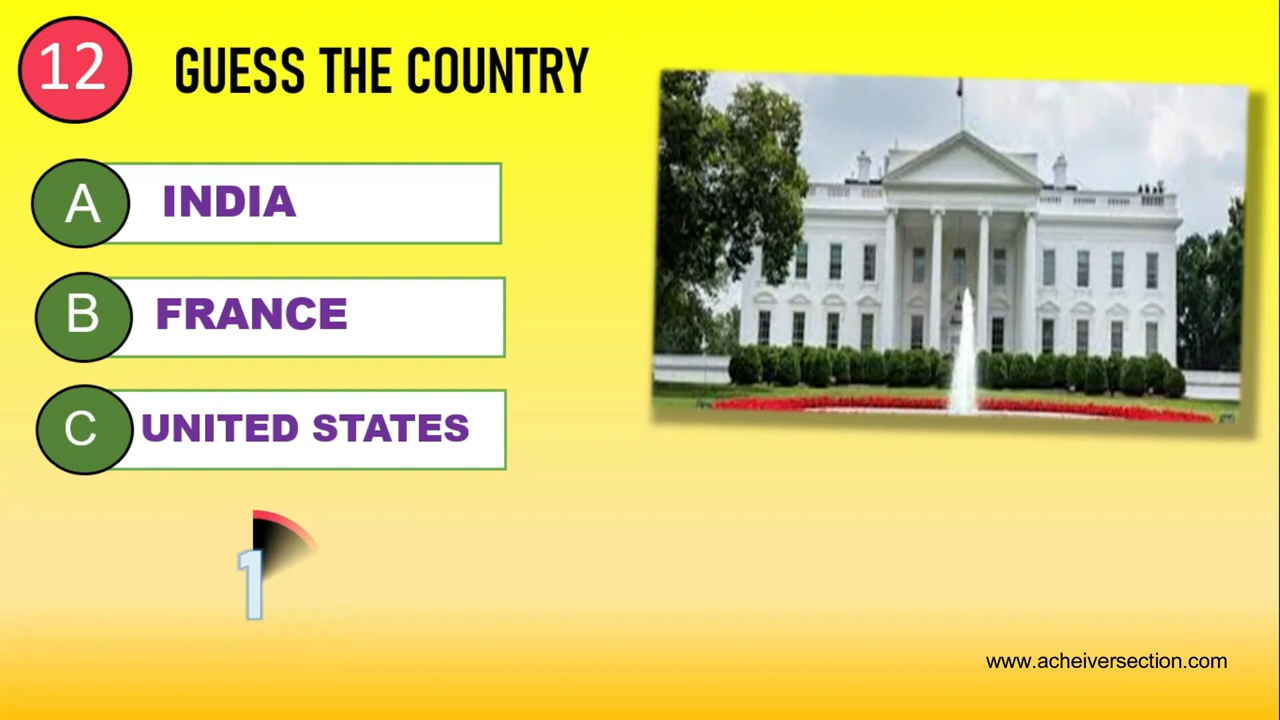 12
GUESS THE COUNTRY
A INDIA
B FRANCE
C UNITED STATES
1
www.acheiversection.com